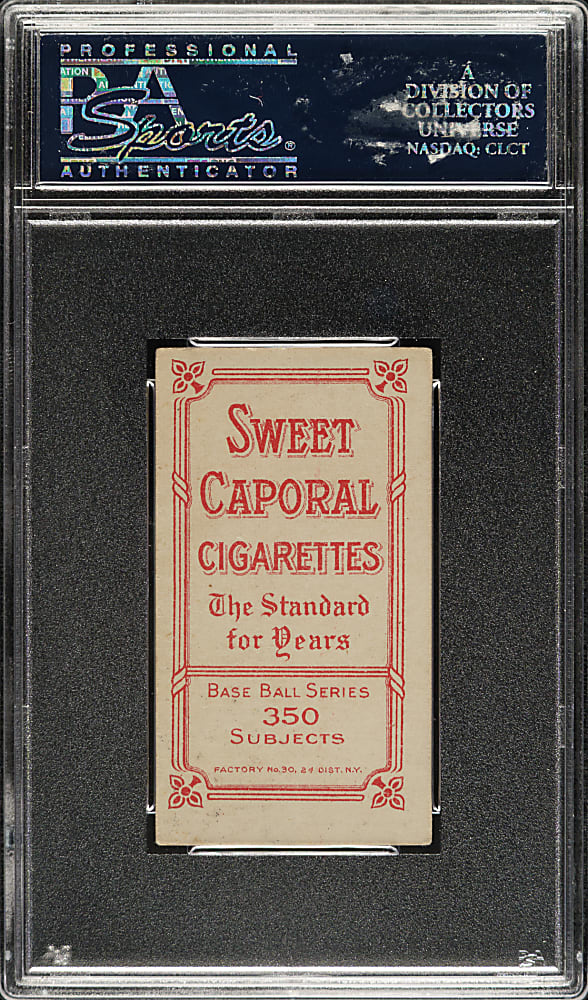 PROFESSIONAL
PSA
Sports®
AUTHENTICATOR
A
DIVISION OF
COLLECTORS
UNIVERSE
NASDAQ: CLCT
SWEET
CAPORAL
CIGARETTES
The Standard
for Years
BASE BALL SERIES
350
SUBJECTS
FACTORY No. 30, 2d DIST. N.Y.